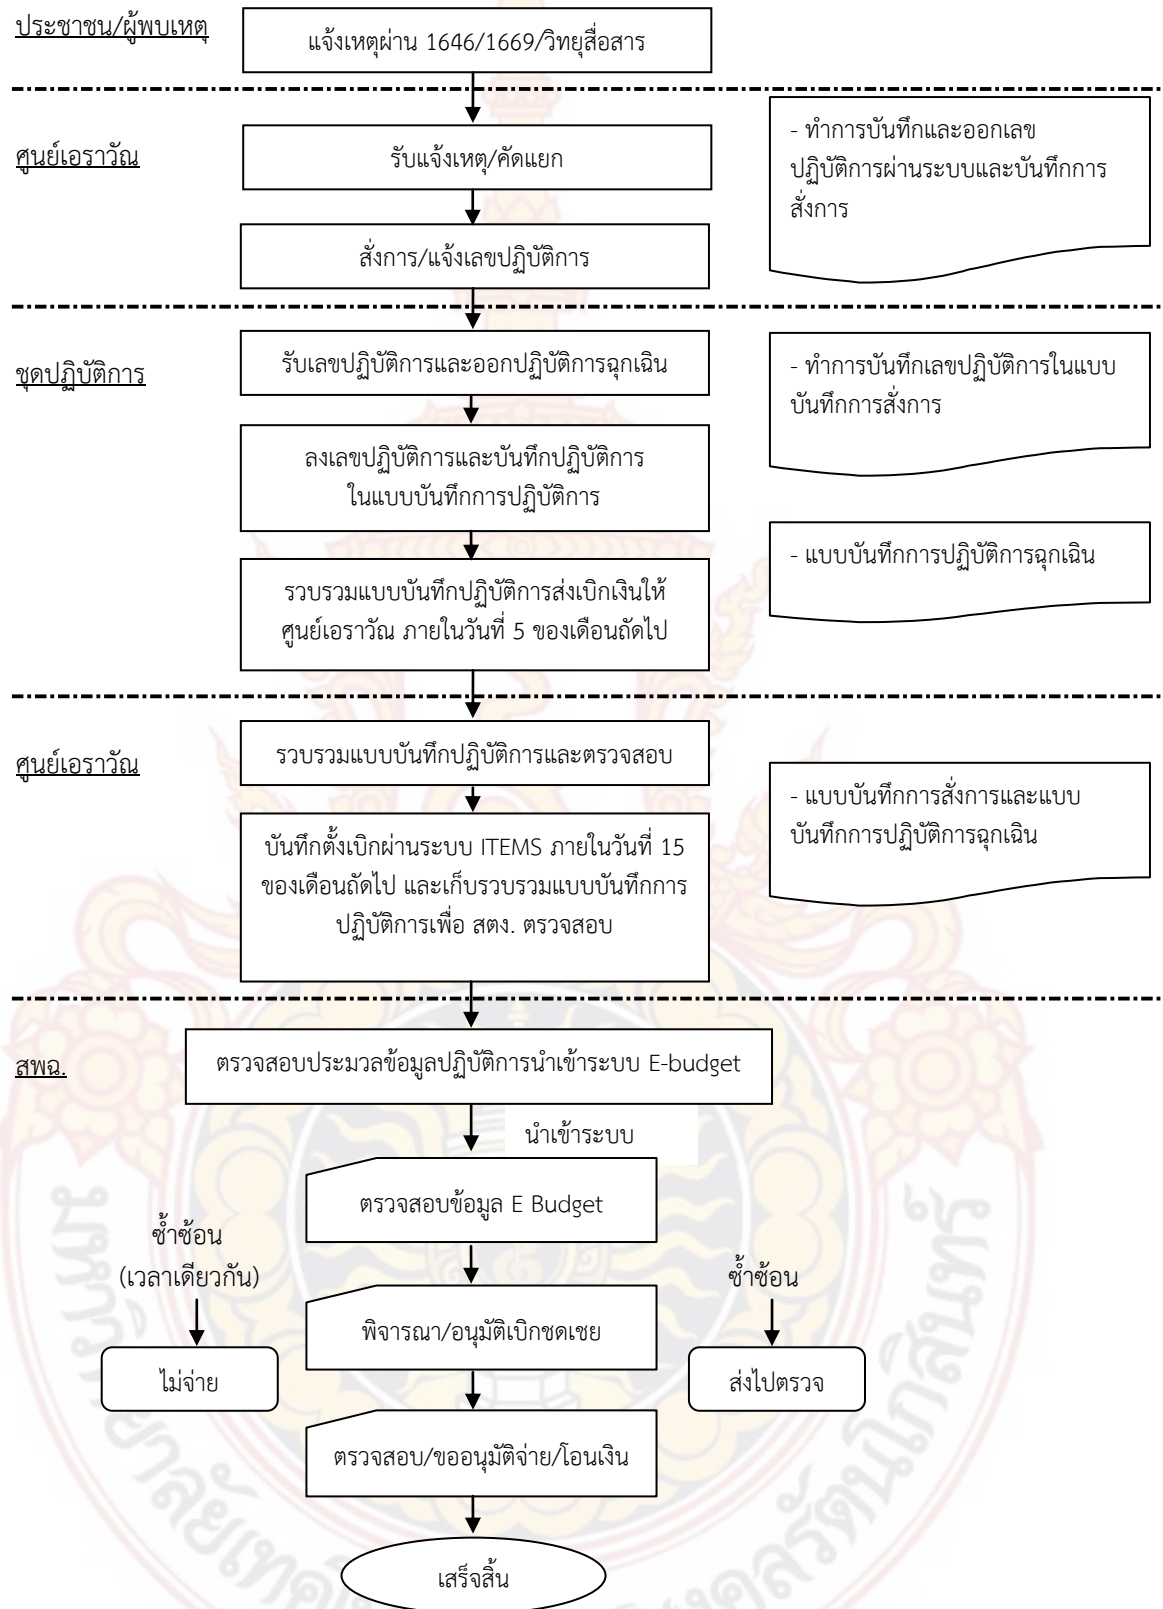 ประชาชน/ผู้พบเหตุ
แจ้งเหตุผ่าน 1646/1669/วิทยุสื่อสาร
ศูนย์เอราวัณ
รับแจ้งเหตุ/คัดแยก
- ทำการบันทึกและออกเลข
ปฏิบัติการผ่านระบบและบันทึกการ
สั่งการ
สั่งการ/แจ้งเลขปฏิบัติการ
ชุดปฏิบัติการ
รับเลขปฏิบัติการและออกปฏิบัติการฉุกเฉิน
- ทำการบันทึกเลขปฏิบัติการในแบบ
บันทึกการสั่งการ
ลงเลขปฏิบัติการและบันทึกปฏิบัติการ
ในแบบบันทึกการปฏิบัติการ
- แบบบันทึกการปฏิบัติการฉุกเฉิน
รวบรวมแบบบันทึกปฏิบัติการส่งเบิกเงินให้
ศูนย์เอราวัณ ภายในวันที่ 5 ของเดือนถัดไป
ศูนย์เอราวัณ
รวบรวมแบบบันทึกปฏิบัติการและตรวจสอบ
- แบบบันทึกการสั่งการและแบบ
บันทึกการปฏิบัติการฉุกเฉิน
บันทึกตั้งเบิกผ่านระบบ ITEMS ภายในวันที่ 15
ของเดือนถัดไป และเก็บรวบรวมแบบบันทึกการ
ปฏิบัติการเพื่อ สตง. ตรวจสอบ
สพฉ.
ตรวจสอบประมวลข้อมูลปฏิบัติการนำเข้าระบบ E-budget
นำเข้าระบบ
ตรวจสอบข้อมูล E Budget
ซ้ำซ้อน
(เวลาเดียวกัน)
ซ้ำซ้อน
พิจารณา/อนุมัติเบิกชดเชย
ไม่จ่าย
ส่งไปตรวจ
ตรวจสอบ/ขออนุมัติจ่าย/โอนเงิน
เสร็จสิ้น